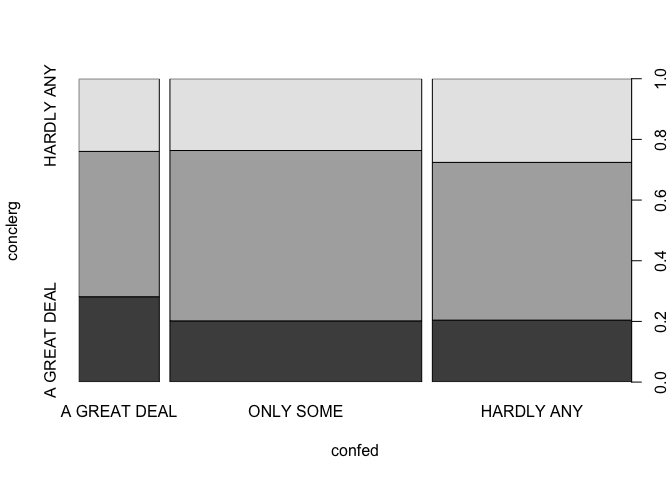 HARDLY ANY
A GREAT DEAL
conclerg
0.0
0.2
0.4
0.6
0.8
1.0
A GREAT DEAL
ONLY SOME
HARDLY ANY
confed